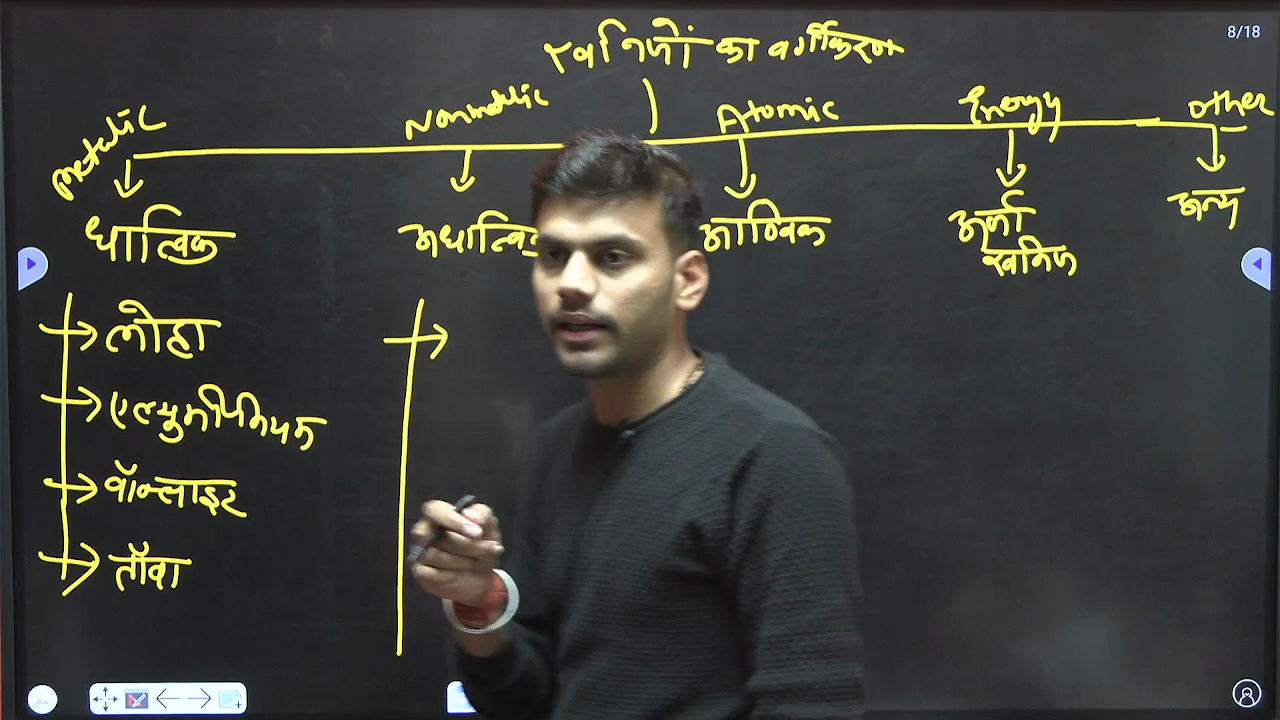 8/18
खनिजों का वर्गीकरण
Metallic Nonmetallic Atomic Energy Other
धात्विक अधात्विक आण्विक ऊर्जा खनिज अन्य
लोहा
एल्युमीनियम
बॉक्साइट
ताँबा